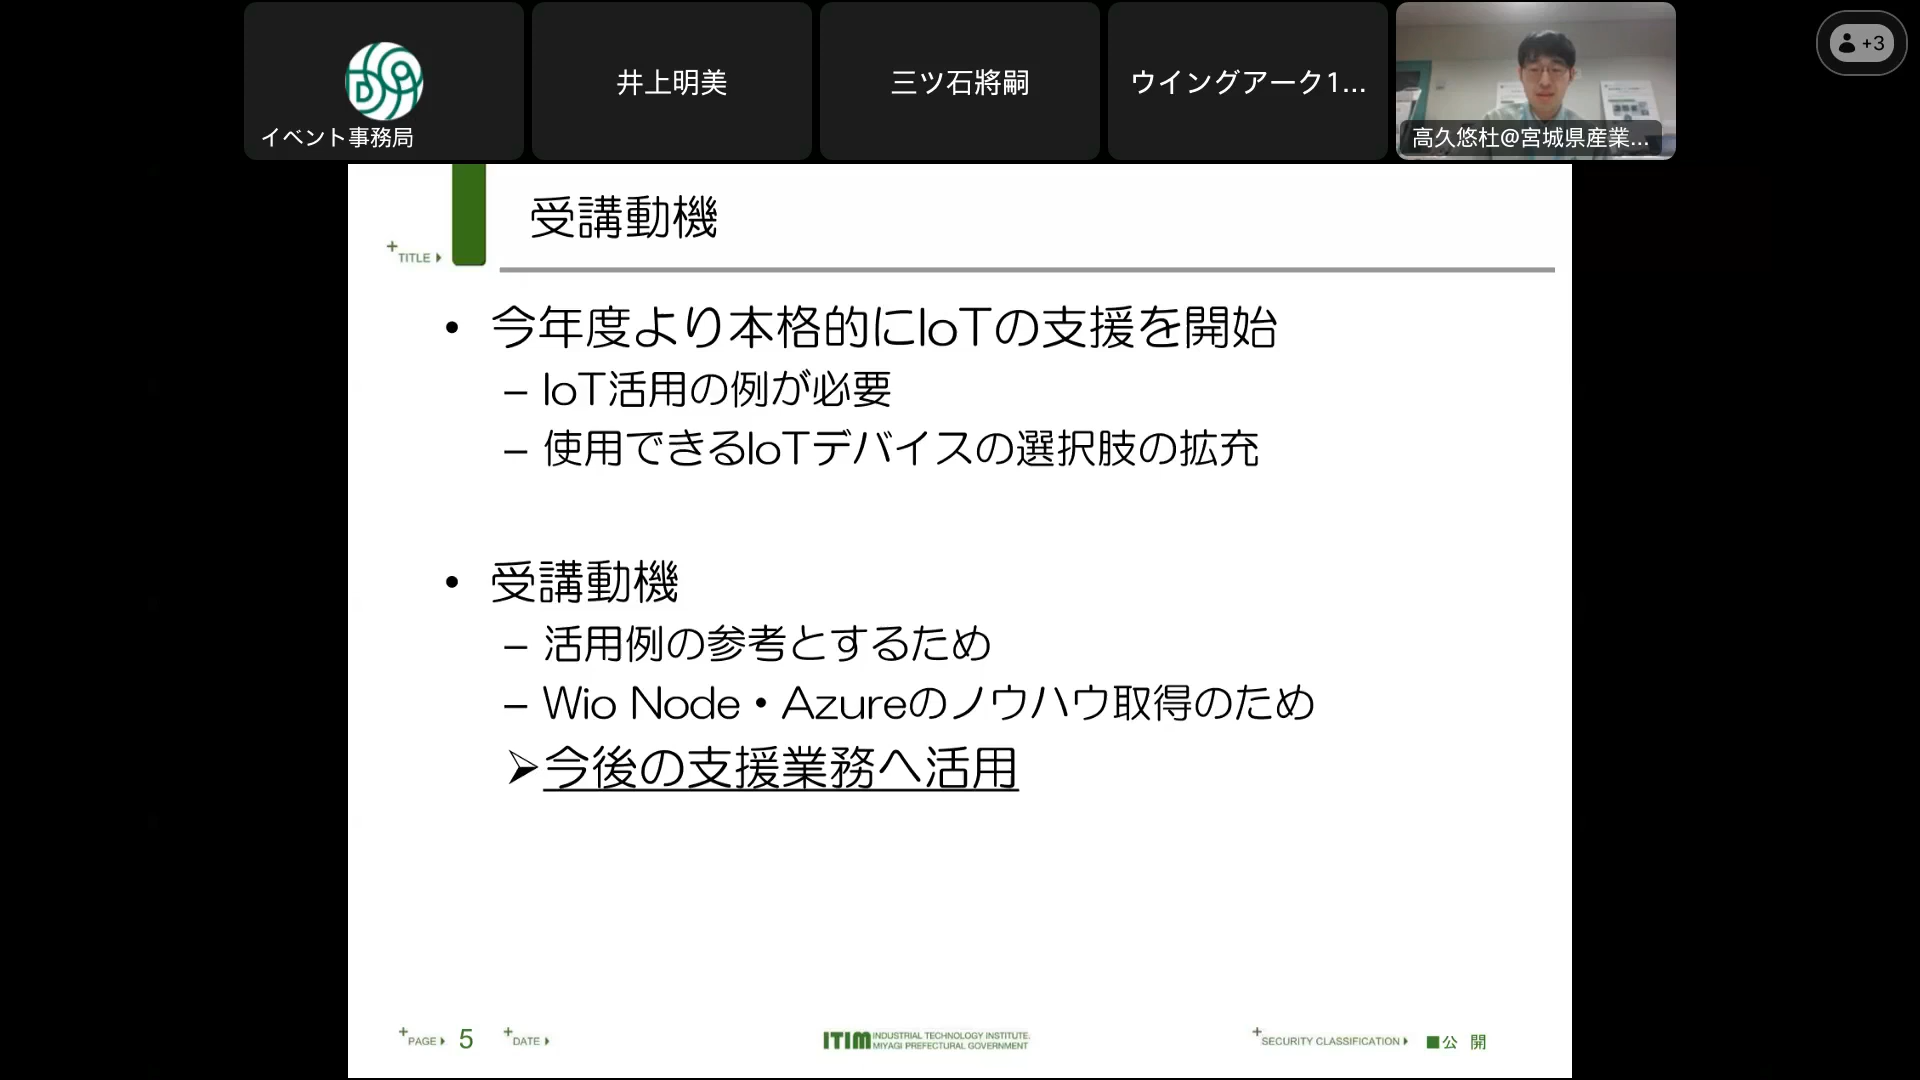 イベント事務局
井上明美
三ツ石將嗣
ウイングアーク1...
高久悠杜@宮城県産業...
+3
受講動機
+TITLE
• 今年度より本格的にIoTの支援を開始
– IoT活用の例が必要
– 使用できるIoTデバイスの選択肢の拡充
• 受講動機
– 活用例の参考とするため
– Wio Node・Azureのノウハウ取得のため
➢今後の支援業務へ活用
+PAGE 5 +DATE
ITIM INDUSTRIAL TECHNOLOGY INSTITUTE.
MIYAGI PREFECTURAL GOVERNMENT
+SECURITY CLASSIFICATION ■公 開